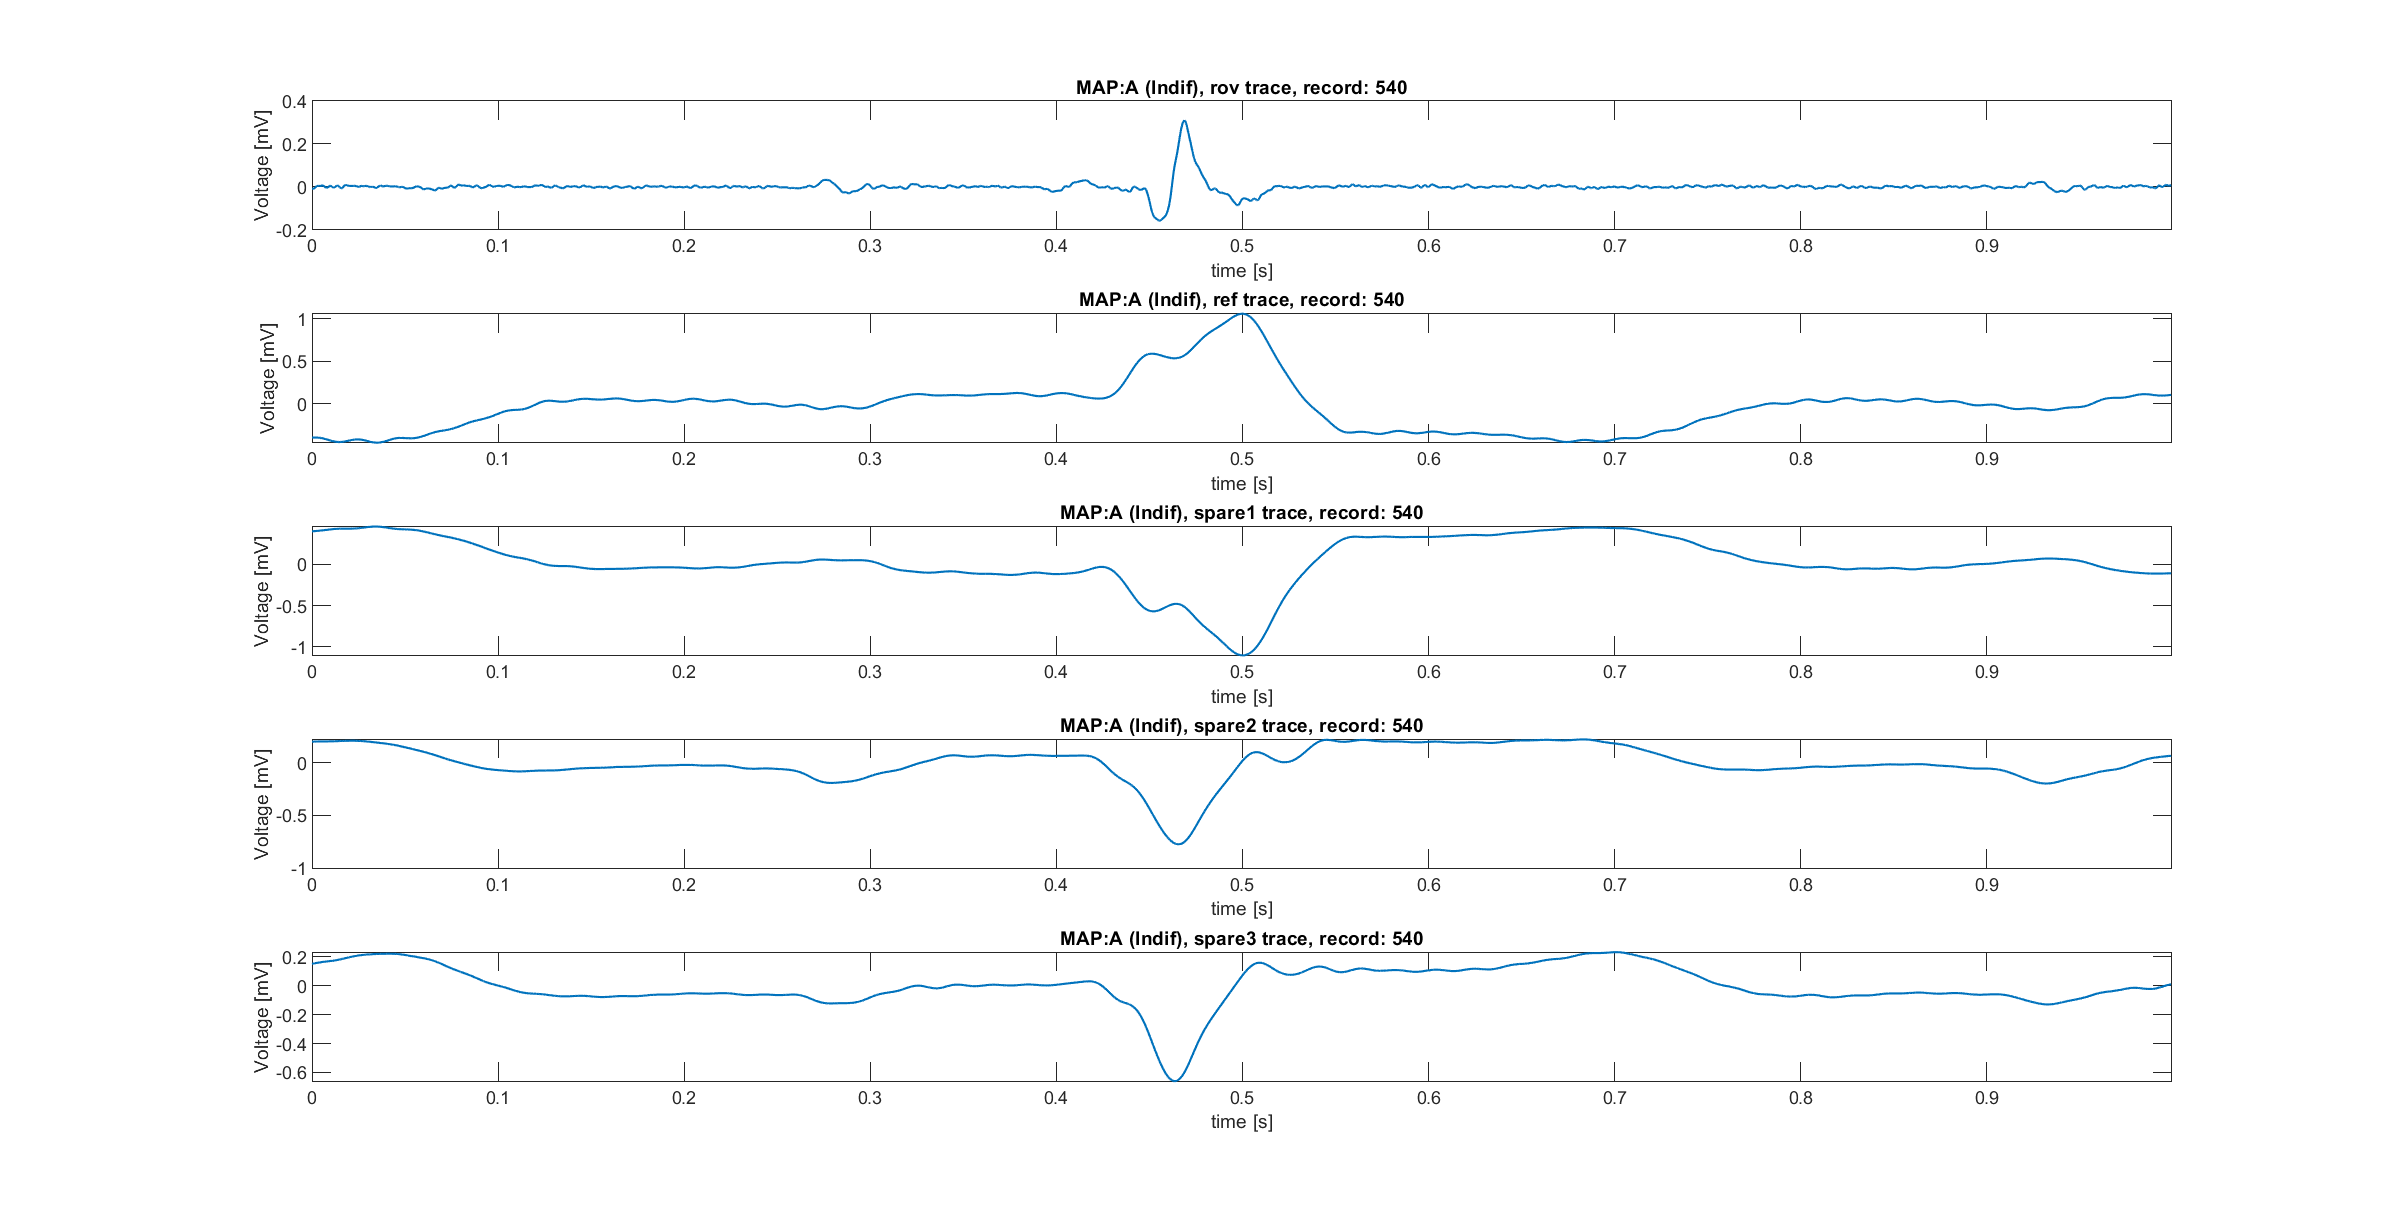 MAP:A (Indif), rov trace, record: 540
Voltage [mV]
0.4
0.2
0
-0.2
0 0.1 0.2 0.3 0.4 0.5 0.6 0.7 0.8 0.9
time [s]
MAP:A (Indif), ref trace, record: 540
Voltage [mV]
1
0.5
0
0 0.1 0.2 0.3 0.4 0.5 0.6 0.7 0.8 0.9
time [s]
MAP:A (Indif), spare1 trace, record: 540
Voltage [mV]
0
-0.5
-1
0 0.1 0.2 0.3 0.4 0.5 0.6 0.7 0.8 0.9
time [s]
MAP:A (Indif), spare2 trace, record: 540
Voltage [mV]
0
-0.5
-1
0 0.1 0.2 0.3 0.4 0.5 0.6 0.7 0.8 0.9
time [s]
MAP:A (Indif), spare3 trace, record: 540
Voltage [mV]
0.2
0
-0.2
-0.4
-0.6
0 0.1 0.2 0.3 0.4 0.5 0.6 0.7 0.8 0.9
time [s]